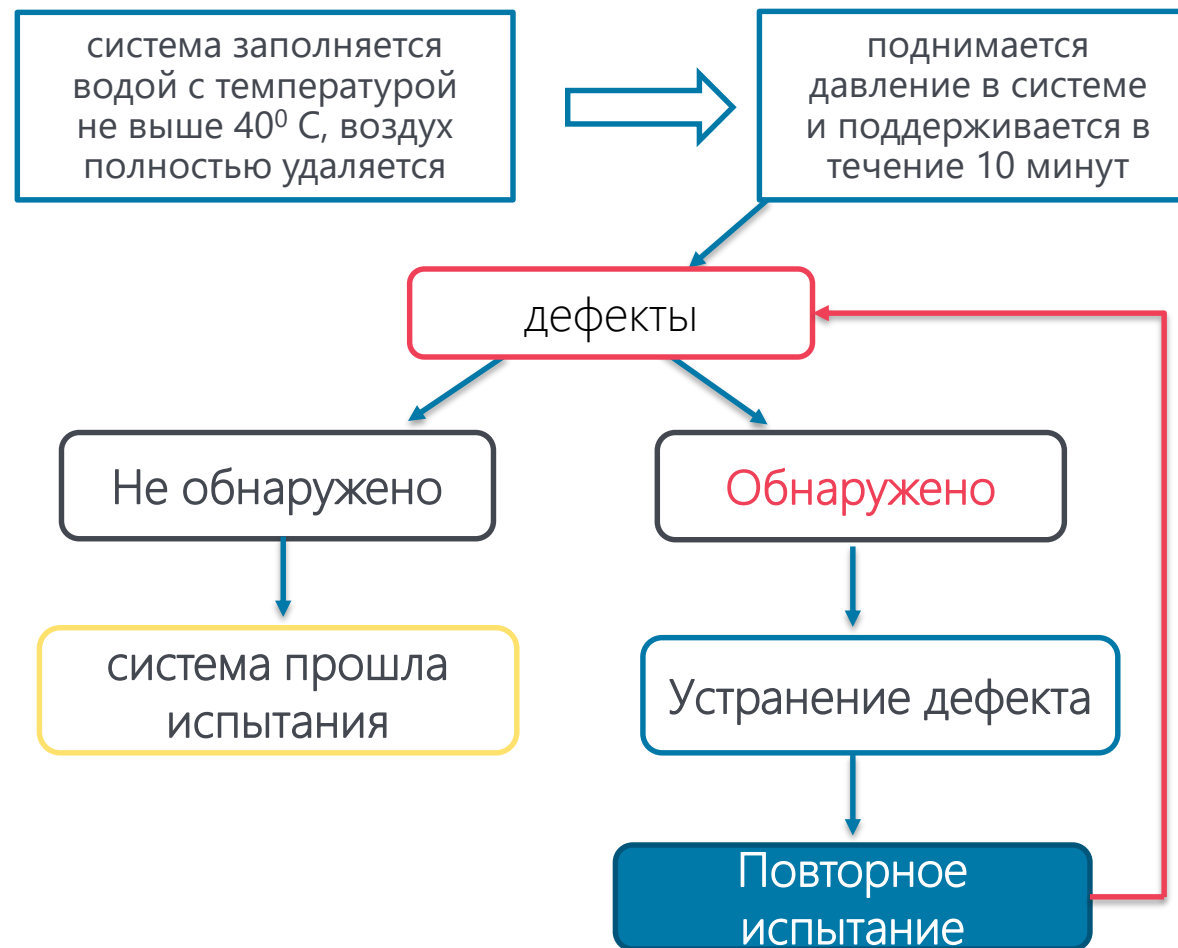 система заполняется
водой с температурой
не выше 40⁰ С, воздух
полностью удаляется
поднимается
давление в системе
и поддерживается в
течение 10 минут
дефекты
Не обнаружено
Обнаружено
система прошла
испытания
Устранение дефекта
Повторное
испытание